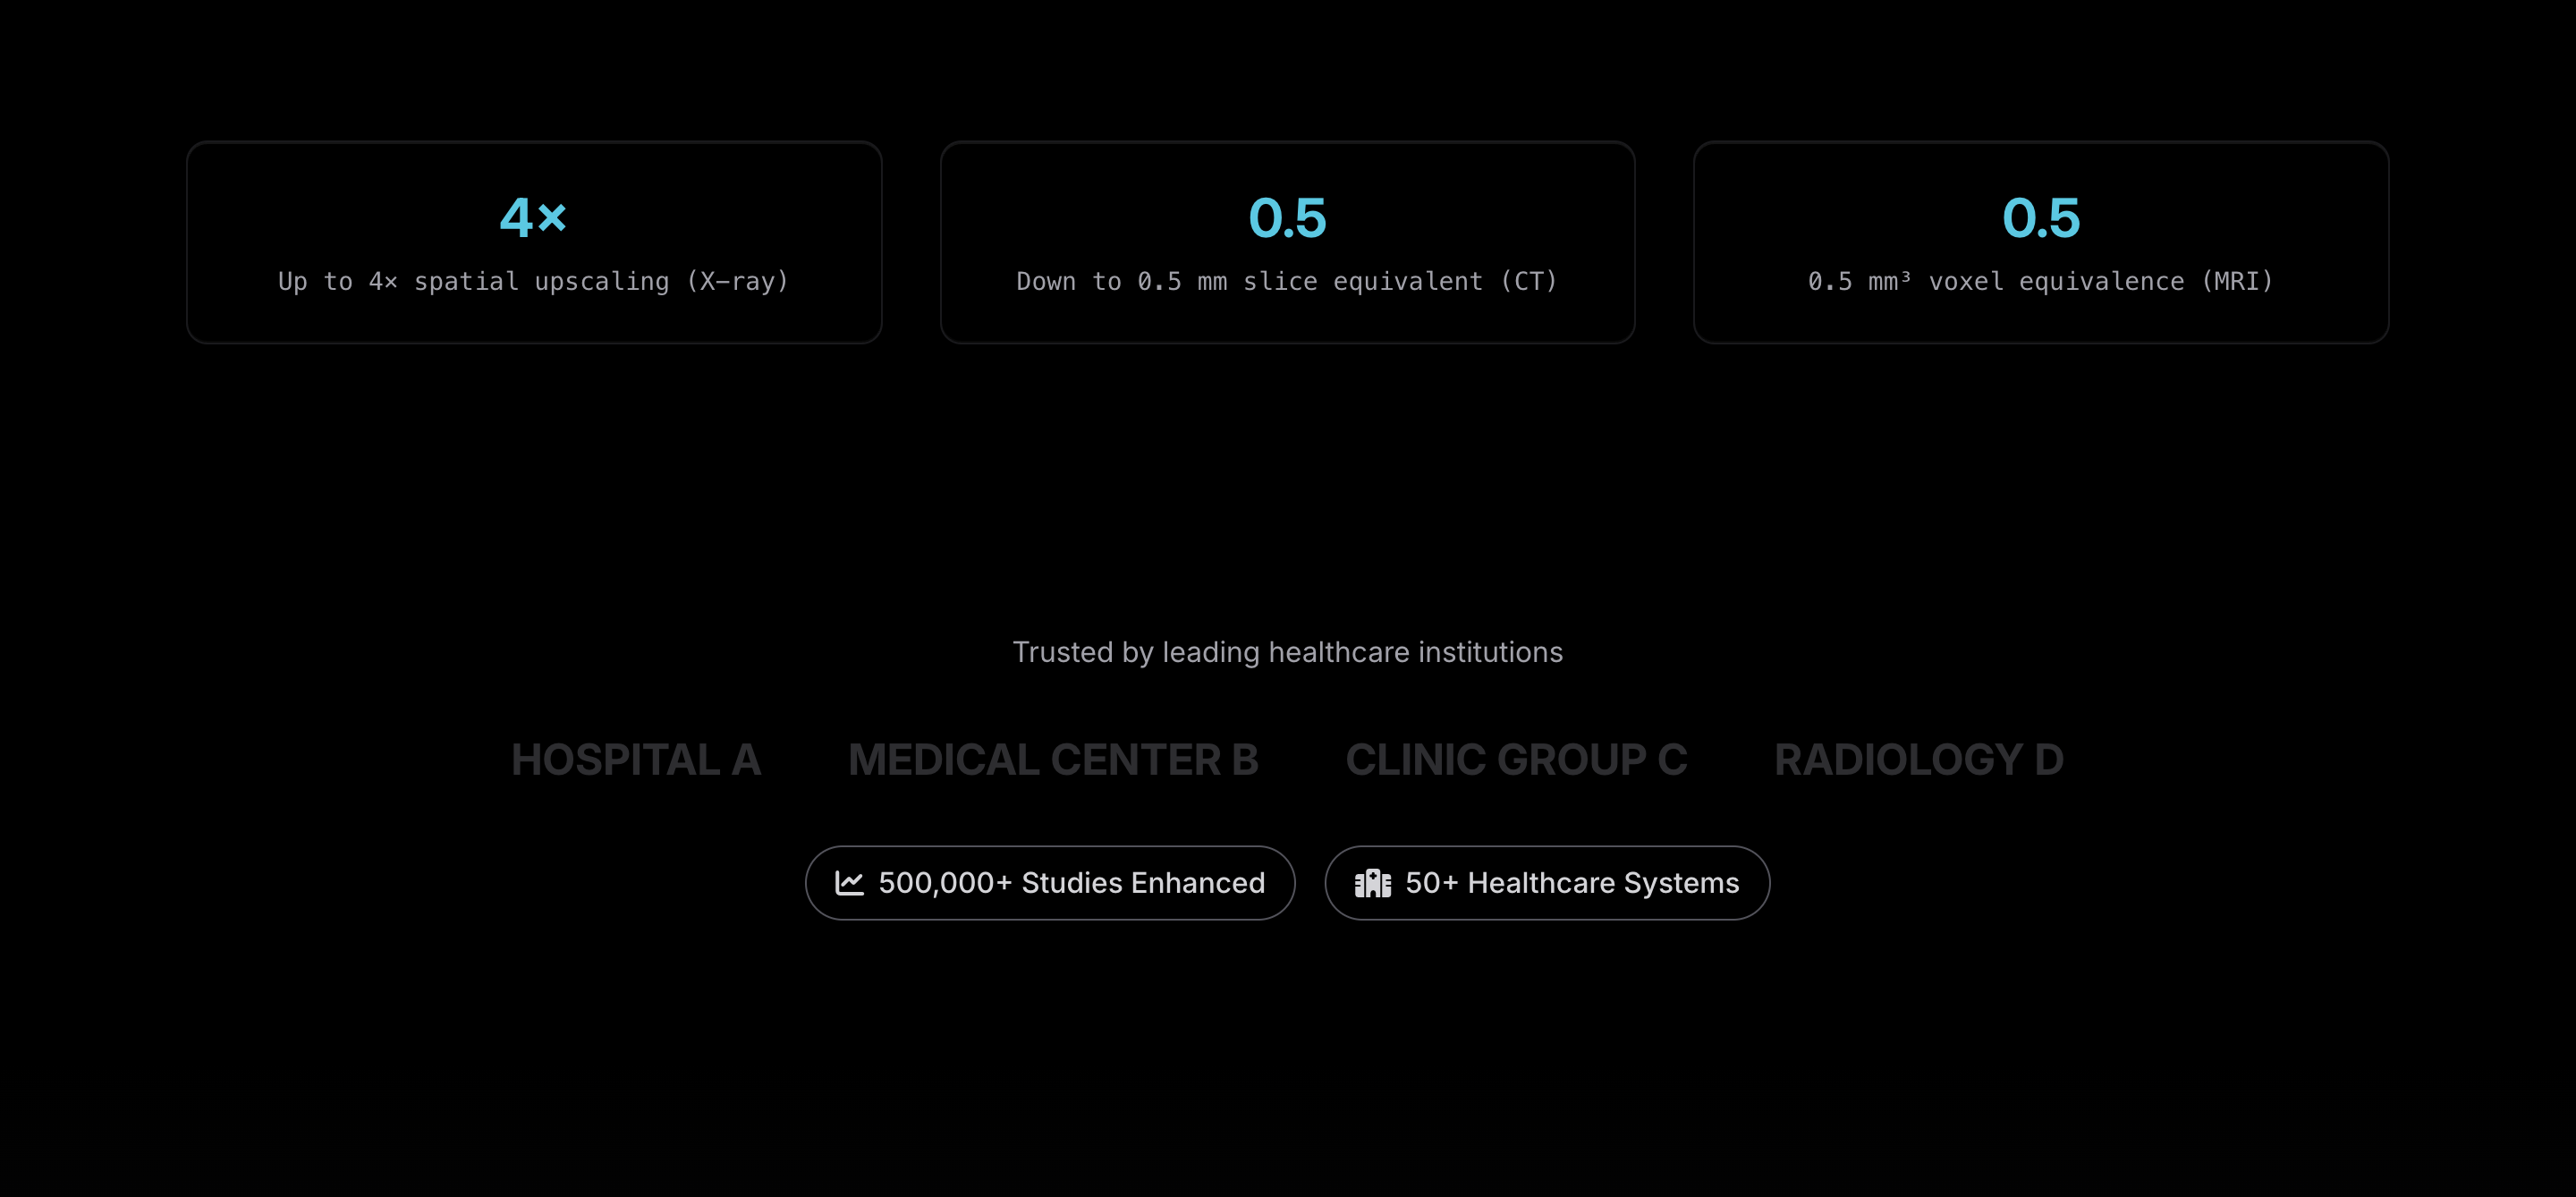 4×
Up to 4× spatial upscaling (X–ray)
0.5
Down to 0.5 mm slice equivalent (CT)
0.5
0.5 mm³ voxel equivalence (MRI)
Trusted by leading healthcare institutions
HOSPITAL A
MEDICAL CENTER B
CLINIC GROUP C
RADIOLOGY D
500,000+ Studies Enhanced
50+ Healthcare Systems